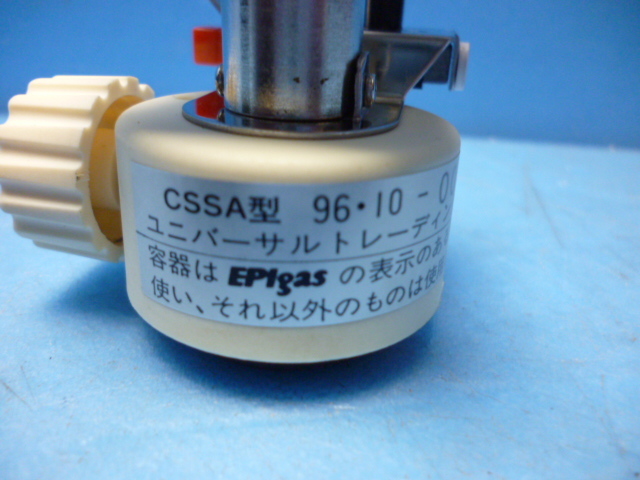 CSSA型 96・10 - 0
ユニバーサルトレーディン
容器は EPIgas の表示のあ
使い、それ以外のものは使用